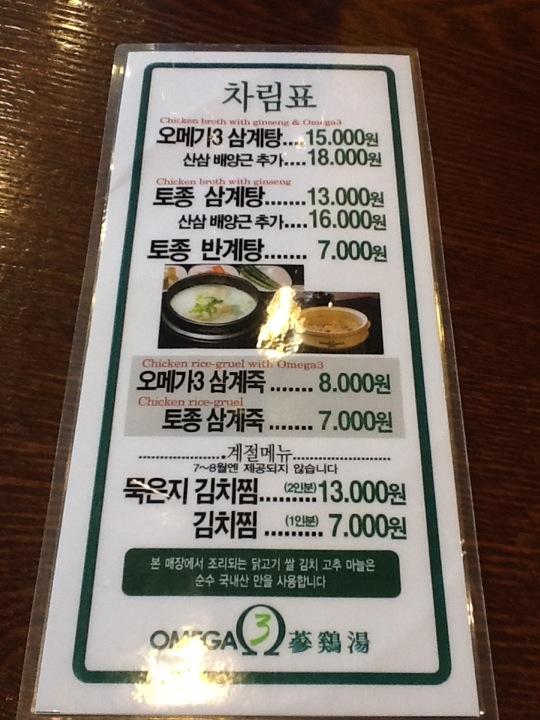 차림표
Chicken broth with ginseng & Omega3
오메가3 삼계탕....15.000원
산삼 배양근 추가.....18.000원
Chicken broth with ginseng
토종 삼계탕......13.000원
산삼 배양근 추가....16.000원
토종 반계탕....... 7.000원
Chicken rice-gruel with Omega3
오메가3 삼계죽 ....... 8.000원
Chicken rice-gruel
토종 삼계죽 ....... 7.000원
계절메뉴
7~8월엔 제공되지 않습니다
묵은지 김치찜.........(2인분)13.000원
김치찜 .......(1인분) 7.000원
본 매장에서 조리되는 닭고기 쌀 김치 고추 마늘은
순수 국내산 만을 사용합니다
OMEGA 3 蔘鷄湯